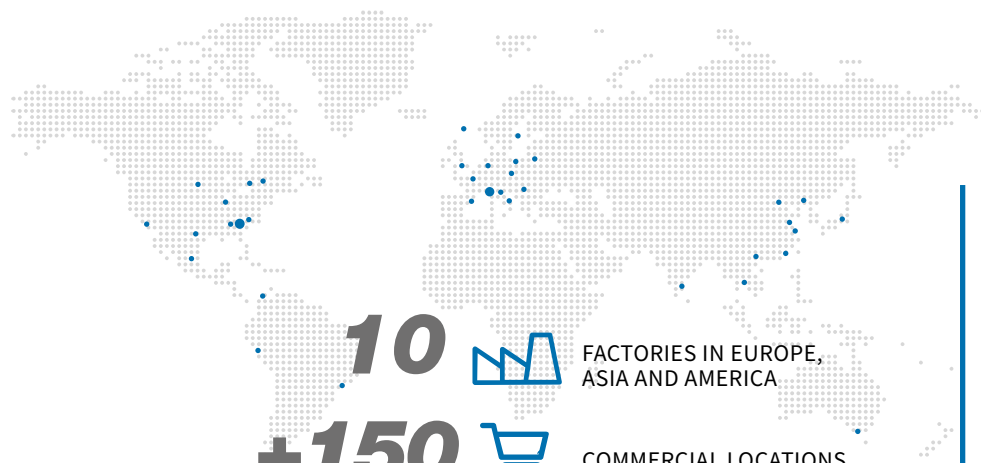 10
FACTORIES IN EUROPE,
ASIA AND AMERICA
+150
COMMERCIAL LOCATIONS